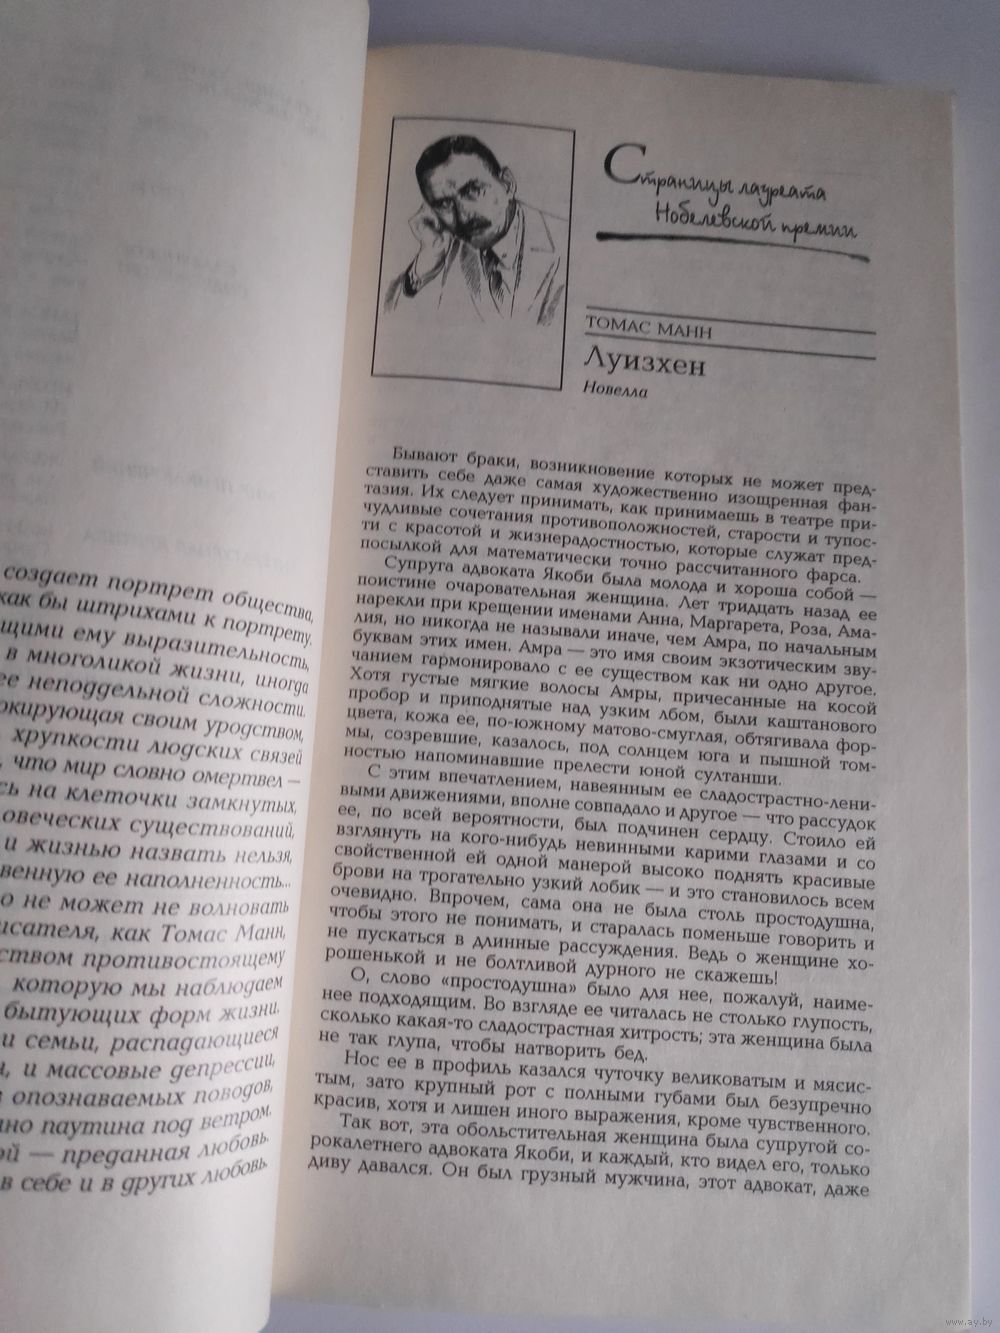 создает портрет общества,
как бы штрихами к портрету.
щими ему выразительность,
в многоликой жизни, иногда
ее неподдельной сложности.
окирующая своим уродством,
хрупкости людских связей
, что мир словно омертвел —
сь на клеточки замкнутых,
овеческих существований,
и жизнью назвать нельзя,
венную ее наполненность...
о не может не волновать
исателя, как Томас Манн,
ством противостоящему
которую мы наблюдаем
бытующих форм жизни.
и семьи, распадающиеся
и, и массовые депрессии,
опознаваемых поводов,
но паутина под ветром.
ой — преданная любовь.
в себе и в других любовь.
Страницы лауреата
Нобелевской премии
ТОМАС МАНН
Луизхен
Новелла
Бывают браки, возникновение которых не может пред-
ставить себе даже самая художественно изощренная фан-
тазия. Их следует принимать, как принимаешь в театре при-
чудливые сочетания противоположностей, старости и тупос-
ти с красотой и жизнерадостностью, которые служат пред-
посылкой для математически точно рассчитанного фарса.
Супруга адвоката Якоби была молода и хороша собой —
поистине очаровательная женщина. Лет тридцать назад ее
нарекли при крещении именами Анна, Маргарета, Роза, Ама-
лия, но никогда не называли иначе, чем Амра, по начальным
буквам этих имен. Амра — это имя своим экзотическим зву-
чанием гармонировало с ее существом как ни одно другое.
Хотя густые мягкие волосы Амры, причесанные на косой
пробор и приподнятые над узким лбом, были каштанового
цвета, кожа ее, по-южному матово-смуглая, обтягивала фор-
мы, созревшие, казалось, под солнцем юга и пышной том-
ностью напоминавшие прелести юной султанши.
С этим впечатлением, навеянным ее сладострастно-лени-
выми движениями, вполне совпадало и другое — что рассудок
ее, по всей вероятности, был подчинен сердцу. Стоило ей
взглянуть на кого-нибудь невинными карими глазами и со
свойственной ей одной манерой высоко поднять красивые
брови на трогательно узкий лобик — и это становилось всем
очевидно. Впрочем, сама она не была столь простодушна,
чтобы этого не понимать, и старалась поменьше говорить и
не пускаться в длинные рассуждения. Ведь о женщине хо-
рошенькой и не болтливой дурного не скажешь!
О, слово «простодушна» было для нее, пожалуй, наиме-
нее подходящим. Во взгляде ее читалась не столько глупость,
сколько какая-то сладострастная хитрость; эта женщина была
не так глупа, чтобы натворить бед.
Нос ее в профиль казался чуточку великоватым и мясис-
тым, зато крупный рот с полными губами был безупречно
красив, хотя и лишен иного выражения, кроме чувственного.
Так вот, эта обольстительная женщина была супругой со-
рокалетнего адвоката Якоби, и каждый, кто видел его, только
диву давался. Он был грузный мужчина, этот адвокат, даже
www.ay.by